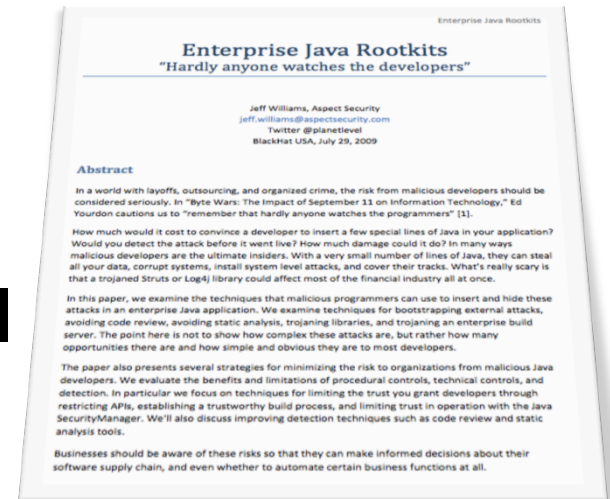 Enterprise Java Rootkits
Enterprise Java Rootkits
“Hardly anyone watches the developers”
Jeff Williams, Aspect Security
jeff.williams@aspectsecurity.com
Twitter @planetlevel
BlackHat USA, July 29, 2009
Abstract
In a world with layoffs, outsourcing, and organized crime, the risk from malicious developers should be
considered seriously. In “Byte Wars: The Impact of September 11 on Information Technology,” Ed
Yourdon cautions us to “remember that hardly anyone watches the programmers” [1].
How much would it cost to convince a developer to insert a few special lines of Java in your application?
Would you detect the attack before it went live? How much damage could it do? In many ways
malicious developers are the ultimate insiders. With a very small number of lines of Java, they can steal
all your data, corrupt systems, install system level attacks, and cover their tracks. What’s really scary is
that a trojaned Struts or Log4j library could affect most of the financial industry all at once.
In this paper, we examine the techniques that malicious programmers can use to insert and hide these
attacks in an enterprise Java application. We examine techniques for bootstrapping external attacks,
avoiding code review, avoiding static analysis, trojaning libraries, and trojaning an enterprise build
server. The point here is not to show how complex these attacks are, but rather how many
opportunities there are and how simple and obvious they are to most developers.
The paper also presents several strategies for minimizing the risk to organizations from malicious Java
developers. We evaluate the benefits and limitations of procedural controls, technical controls, and
detection. In particular we focus on techniques for limiting the trust you grant developers through
restricting APIs, establishing a trustworthy build process, and limiting trust in operation with the Java
SecurityManager. We’ll also discuss improving detection techniques such as code review and static
analysis tools.
Businesses should be aware of these risks so that they can make informed decisions about their
software supply chain, and even whether to automate certain business functions at all.